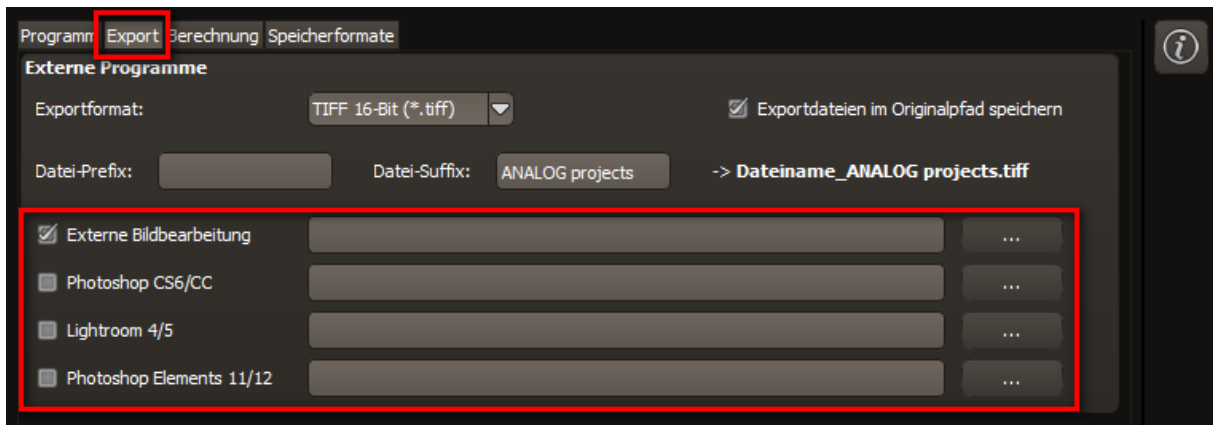 Programm Export Berechnung Speicherformate
Externe Programme
Exportformat: TIFF 16-Bit (*.tiff) Exportdateien im Originalpfad speichern
Datei-Prefix: Datei-Suffix: ANALOG projects -> Dateiname_ANALOG projects.tiff
Externe Bildbearbeitung ...
Photoshop CS6/CC ...
Lightroom 4/5 ...
Photoshop Elements 11/12 ...